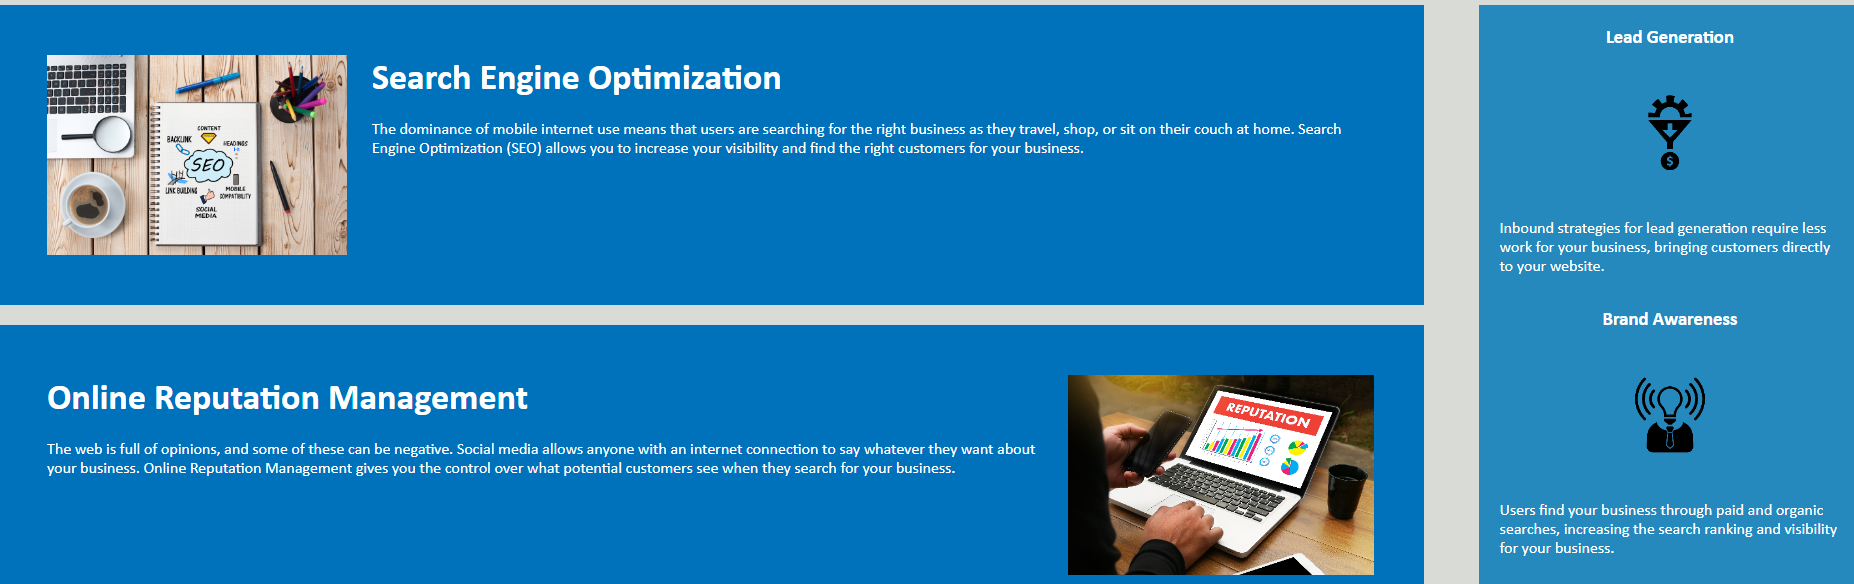 Search Engine Optimization
The dominance of mobile internet use means that users are searching for the right business as they travel, shop, or sit on their couch at home. Search
Engine Optimization (SEO) allows you to increase your visibility and find the right customers for your business.
CONTENT
BACKLINK
HEADINGS
SEO
LINK BUILDING
MOBILE
COMPATIBILITY
SOCIAL
MEDIA
Online Reputation Management
The web is full of opinions, and some of these can be negative. Social media allows anyone with an internet connection to say whatever they want about
your business. Online Reputation Management gives you the control over what potential customers see when they search for your business.
REPUTATION
Lead Generation
$
Inbound strategies for lead generation require less
work for your business, bringing customers directly
to your website.
Brand Awareness
Users find your business through paid and organic
searches, increasing the search ranking and visibility
for your business.